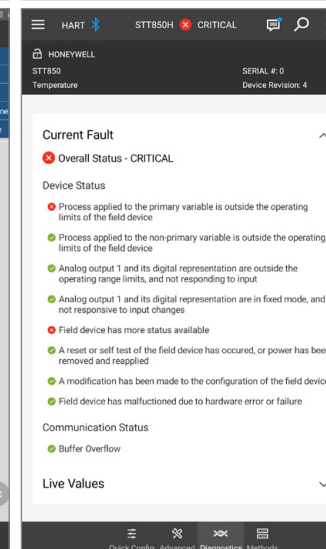 HART STT850H CRITICAL
HONEYWELL
STT850 SERIAL #: 0
Temperature Device Revision: 4
Current Fault
Overall Status - CRITICAL
Device Status
Process applied to the primary variable is outside the operating
limits of the field device
Process applied to the non-primary variable is outside the operating
limits of the field device
Analog output 1 and its digital representation are outside the
operating range limits, and not responding to input
Analog output 1 and its digital representation are in fixed mode, and
not responsive to input changes
Field device has more status available
A reset or self test of the field device has occured, or power has been
removed and reapplied
A modification has been made to the configuration of the field device
Field device has malfuctioned due to hardware error or failure
Communication Status
Buffer Overflow
Live Values
Quick Config Advanced Diagnostics Methods